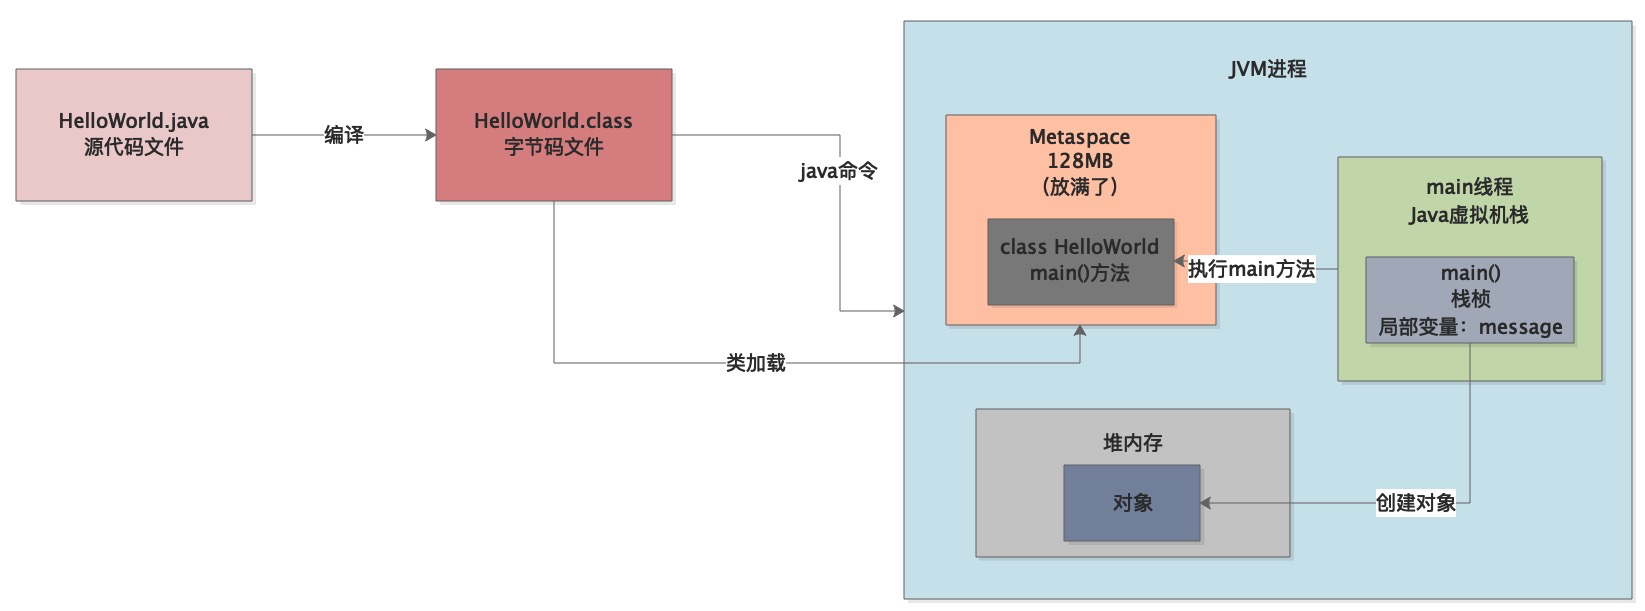 HelloWorld.java
源代码文件
编译
HelloWorld.class
字节码文件
java命令
类加载
JVM进程
Metaspace
128MB
（放满了）
class HelloWorld
main()方法
执行main方法
main线程
Java虚拟机栈
main()
栈桢
局部变量：message
堆内存
对象
创建对象